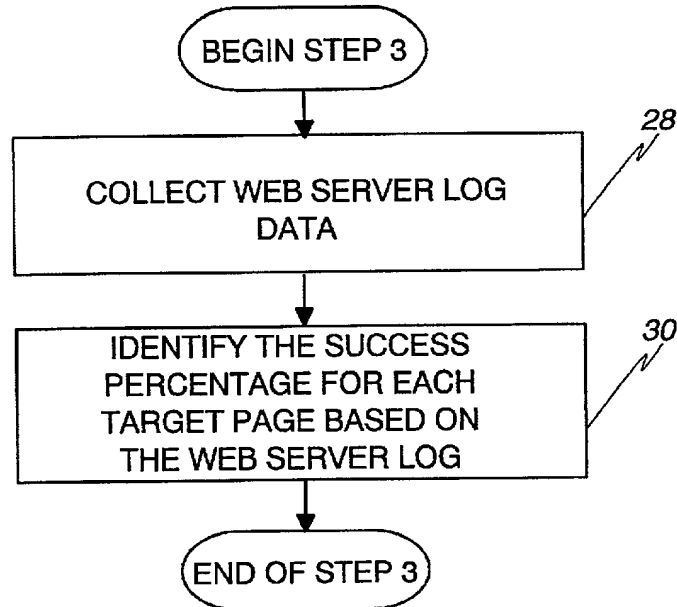 BEGIN STEP 3
28
COLLECT WEB SERVER LOG
DATA
30
IDENTIFY THE SUCCESS
PERCENTAGE FOR EACH
TARGET PAGE BASED ON
THE WEB SERVER LOG
END OF STEP 3